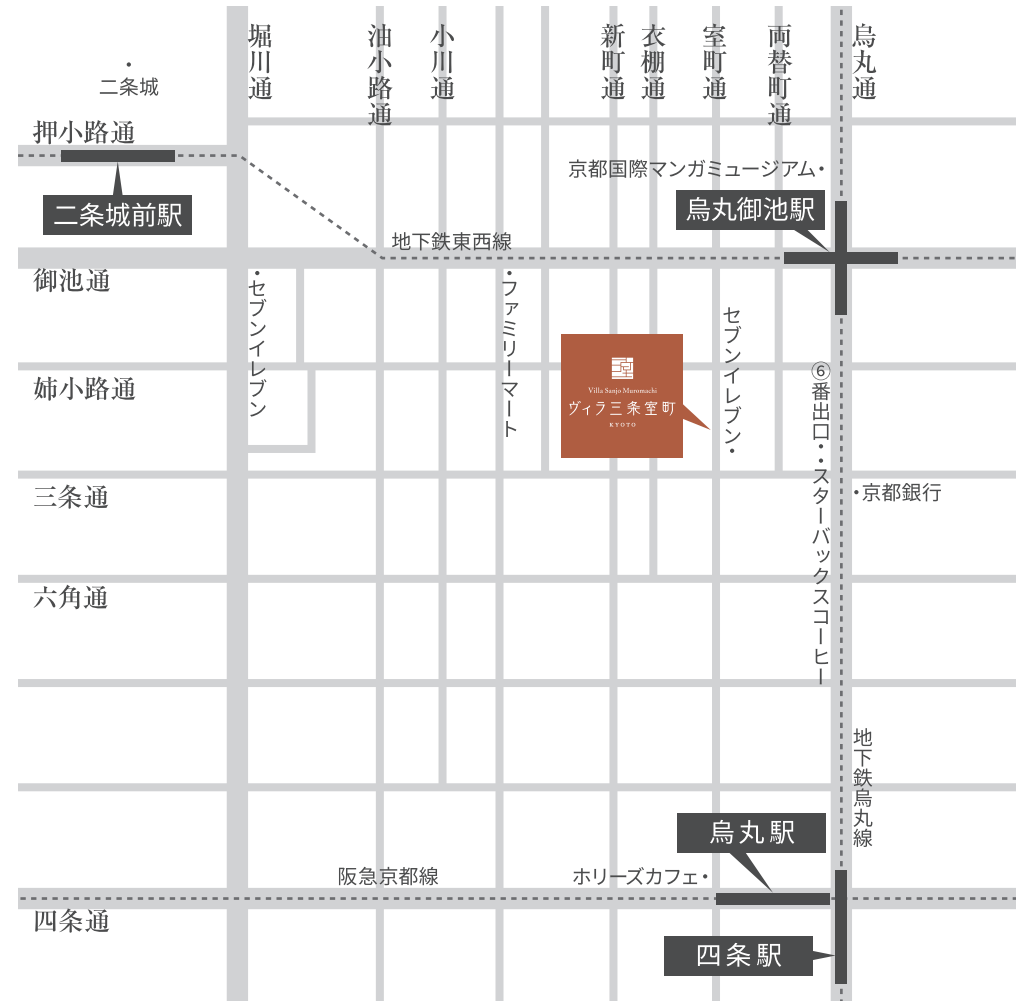 堀川通
油小路通
小川通
新町通
衣棚通
室町通
両替町通
烏丸通
・
二条城
押小路通
二条城前駅
京都国際マンガミュージアム・
烏丸御池駅
地下鉄東西線
御池通
・セブンイレブン
・ファミリーマート
セブンイレブン・
Villa Sanjo Muromachi
ヴィラ三条室町
KYOTO
⑥番出口・
・スターバックスコーヒー
姉小路通
三条通
・京都銀行
六角通
地下鉄烏丸線
烏丸駅
阪急京都線
ホリーズカフェ・
四条通
四条駅